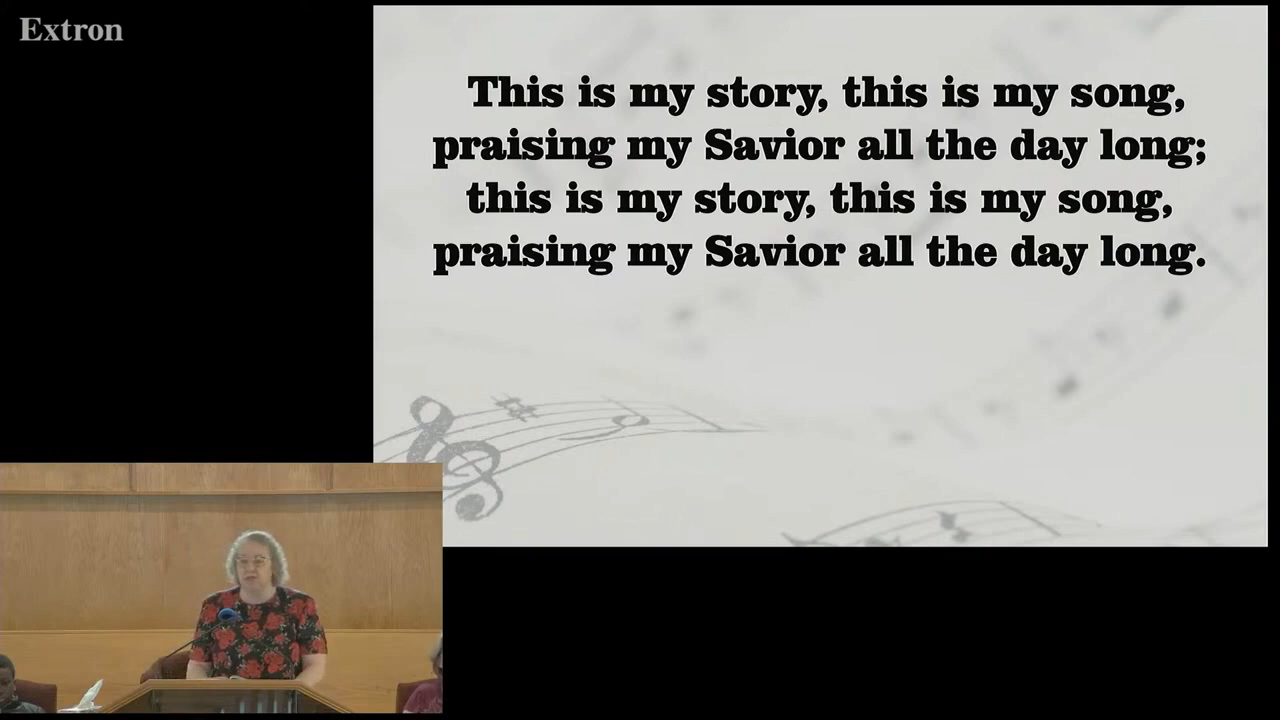 Extron
This is my story, this is my song,
praising my Savior all the day long;
this is my story, this is my song,
praising my Savior all the day long.